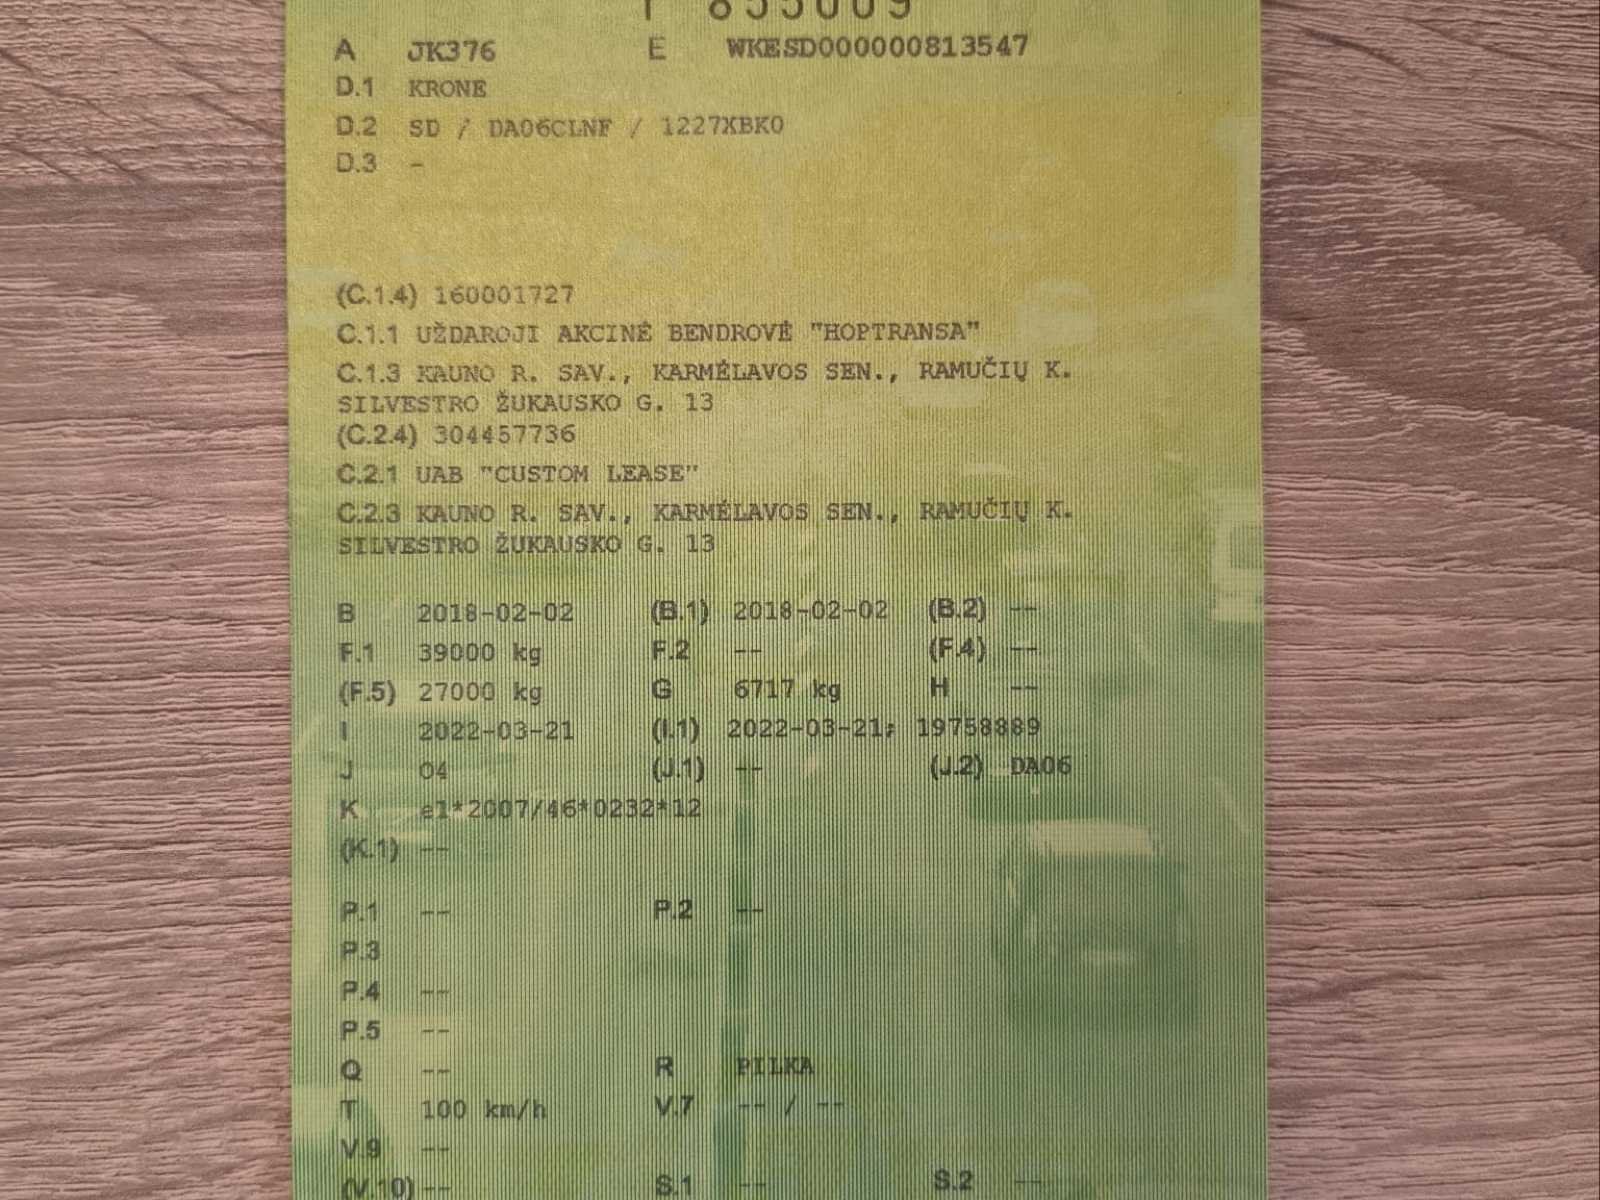 855009
A JK376 E WKESD000000813547
D.1 KRONE
D.2 SD / DA06CLNF / 1227XBKO
D.3 -
(C.1.4) 160001727
C.1.1 UŽDAROJI AKCINĖ BENDROVĖ "HOPTRANSA"
C.1.3 KAUNO R. SAV., KARMĖLAVOS SEN., RAMUČIŲ K.
SILVESTRO ŽUKAUSKO G. 13
(C.2.4) 304457736
C.2.1 UAB "CUSTOM LEASE"
C.2.3 KAUNO R. SAV., KARMĖLAVOS SEN., RAMUČIŲ K.
SILVESTRO ŽUKAUSKO G. 13
B 2018-02-02 (B.1) 2018-02-02 (B.2) --
F.1 39000 kg F.2 -- (F.4) --
(F.5) 27000 kg G 6717 kg H --
I 2022-03-21 (I.1) 2022-03-21; 19758889
J 04 (J.1) -- (J.2) DA06
K e1*2007/46*0232*12
(K.1) --
P.1 -- P.2 --
P.3
P.4 --
P.5 --
Q -- R PILKA
T 100 km/h V.7 -- / --
V.9 --
(V.10) -- S.1 -- S.2 --